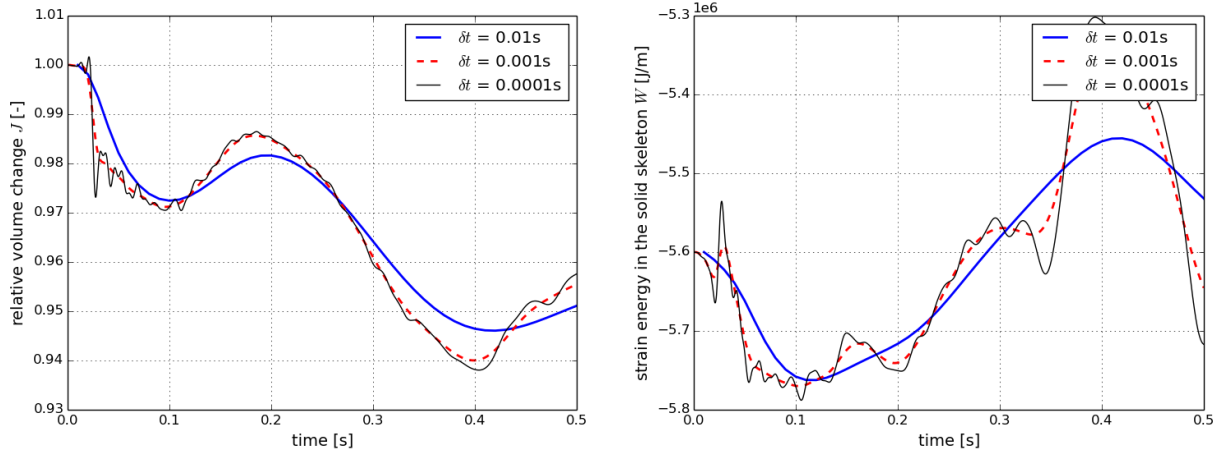 1.01
1.00
0.99
0.98
0.97
0.96
0.95
0.94
0.93
relative volume change J [-]
δt = 0.01s
δt = 0.001s
δt = 0.0001s
0.0 0.1 0.2 0.3 0.4 0.5
time [s]
1e6
−5.3
−5.4
−5.5
−5.6
−5.7
−5.8
strain energy in the solid skeleton W [J/m]
δt = 0.01s
δt = 0.001s
δt = 0.0001s
0.0 0.1 0.2 0.3 0.4 0.5
time [s]